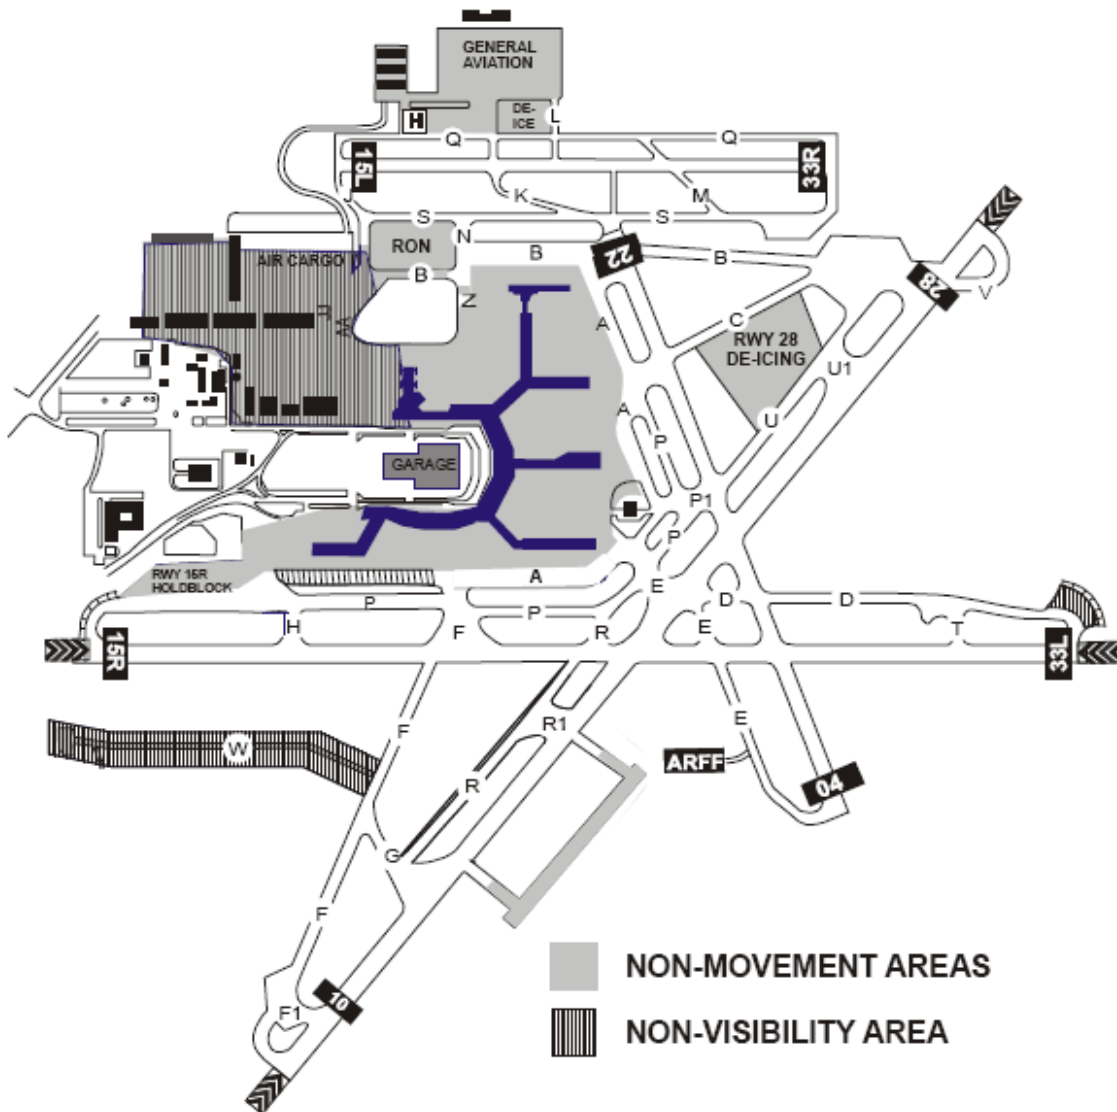 GENERAL
AVIATION
DE-
ICE
L
H
Q
Q
15L
33R
J
K
M
S
S
N
RON
B
22
B
AIR CARGO
B
Z
28
V
A
C
RWY 28
DE-ICING
U1
A
U
P
GARAGE
P1
P
RWY 15R
HOLDBLOCK
A
E
P
P
D
D
H
F
R
E
T
15R
33L
F
R1
E
W
ARFF
R
04
G
F
10
F1
NON-MOVEMENT AREAS
NON-VISIBILITY AREA